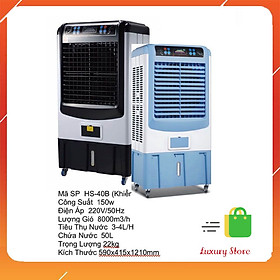 Mã SP HS-40B (Khiển
Công Suất 150w
Điện Áp 220V/50Hz
Lượng Gió 8000m3/h
Tiêu Thụ Nước 3-4L/H
Chứa Nước 50L
Trọng Lượng 22kg
Kích Thước 590x415x1210mm
Luxury Store